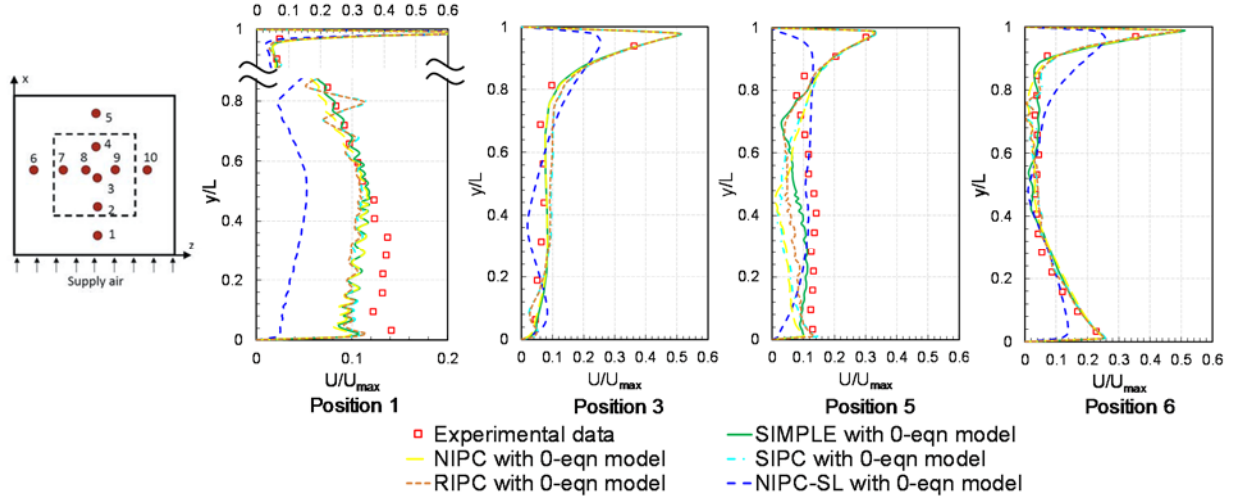 0 0.1 0.2 0.3 0.4 0.5 0.6
1
0.8
0.6
0.4
0.2
0
y/L
0 0.1 0.2
U/Umax
Position 1
1
0.8
0.6
0.4
0.2
0
y/L
0 0.1 0.2 0.3 0.4 0.5 0.6
U/Umax
Position 3
1
0.8
0.6
0.4
0.2
0
y/L
0 0.1 0.2 0.3 0.4 0.5 0.6
U/Umax
Position 5
1
0.8
0.6
0.4
0.2
0
y/L
0 0.1 0.2 0.3 0.4 0.5 0.6
U/Umax
Position 6
x
5
4
6 7 8 9 10
3
2
1
z
Supply air
Experimental data
NIPC with 0-eqn model
RIPC with 0-eqn model
SIMPLE with 0-eqn model
SIPC with 0-eqn model
NIPC-SL with 0-eqn model